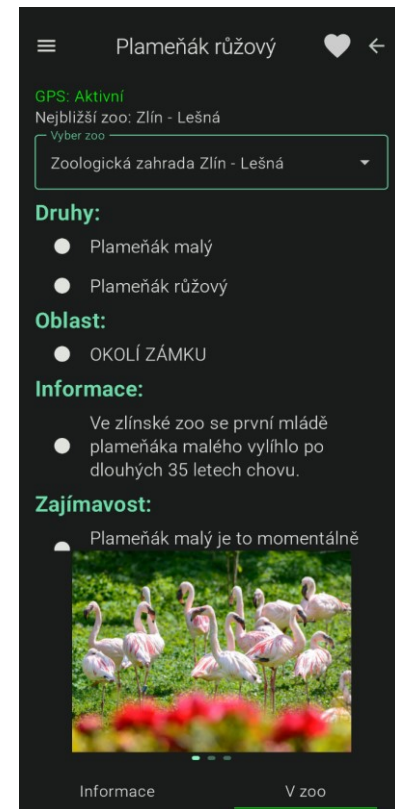 Plameňák růžový
GPS: Aktivní
Nejbližší zoo: Zlín - Lešná
Vyber zoo
Zoologická zahrada Zlín - Lešná
Druhy:
Plameňák malý
Plameňák růžový
Oblast:
OKOLÍ ZÁMKU
Informace:
Ve zlínské zoo se první mládě
plameňáka malého vylíhlo po
dlouhých 35 letech chovu.
Zajímavost:
Plameňák malý je to momentálně
Informace
V zoo